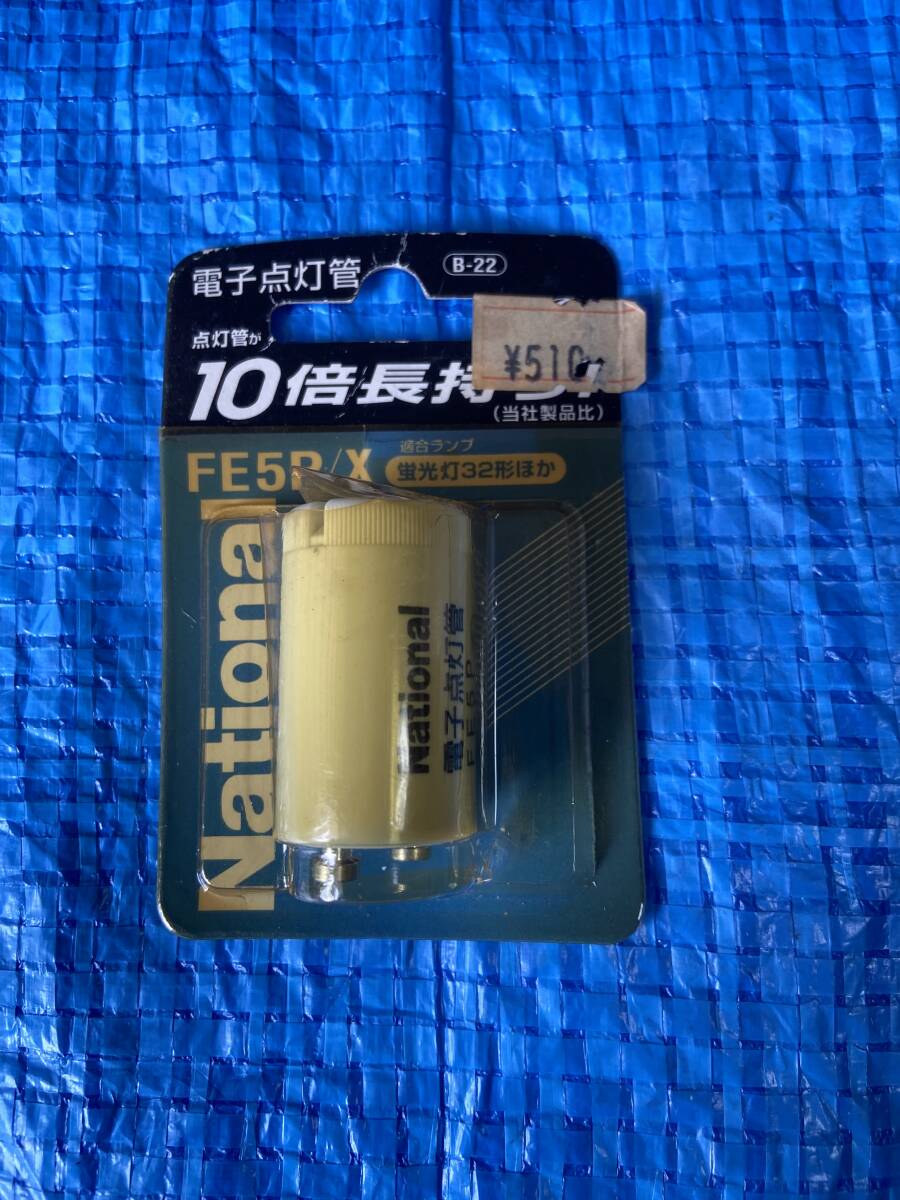 電子点灯管
B-22
点灯管が
¥510
10倍長持
(当社製品比)
適合ランプ
FE5P/X
蛍光灯32形ほか
National
National
電子点灯管
FE5P